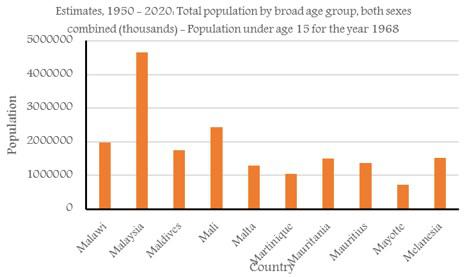 Estimates, 1950 - 2020: Total population by broad age group, both sexes
combined (thousands) - Population under age 15 for the year 1968
Population
5000000
4000000
3000000
2000000
1000000
0
Malawi
Malaysia
Maldives
Mali
Malta
Martinique
Mauritania
Mauritius
Mayotte
Melanesia
Country